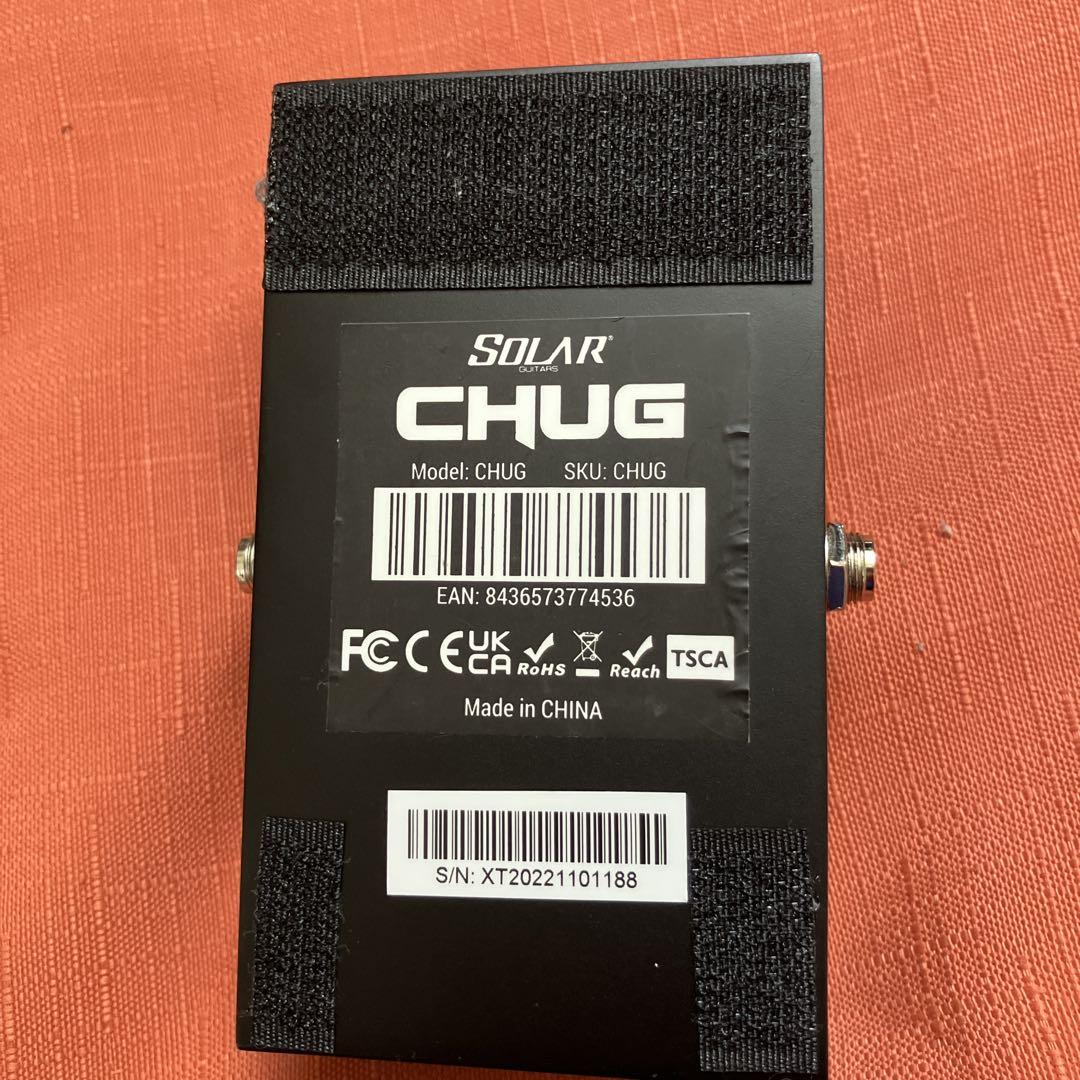 SOLAR®
GUITARS
CHUG
Model: CHUG SKU: CHUG
EAN: 8436573774536
FC CE UK CA RoHS Reach TSCA
Made in CHINA
S/N: XT20221101188